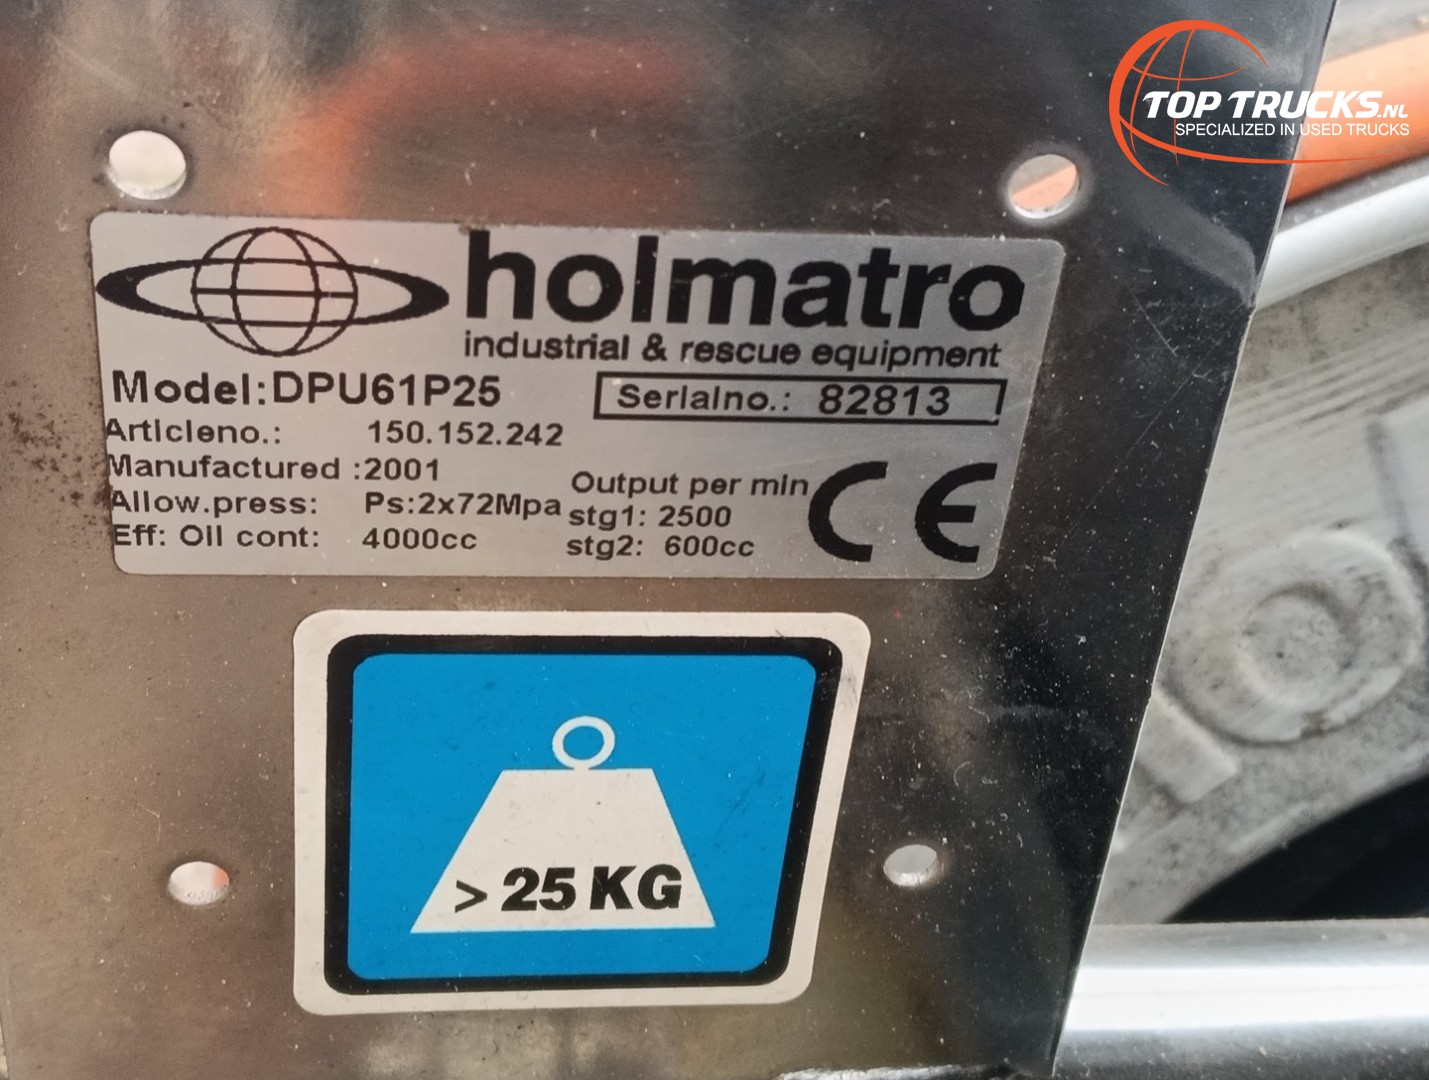 TOP TRUCKS.NL
SPECIALIZED IN USED TRUCKS
holmatro
industrial & rescue equipment
Model: DPU61P25
Serialno.: 82813
Articleno.: 150.152.242
Manufactured :2001
Allow.press: Ps:2x72Mpa
Eff: Oil cont: 4000cc
Output per min
stg1: 2500
stg2: 600cc
CE
> 25 KG